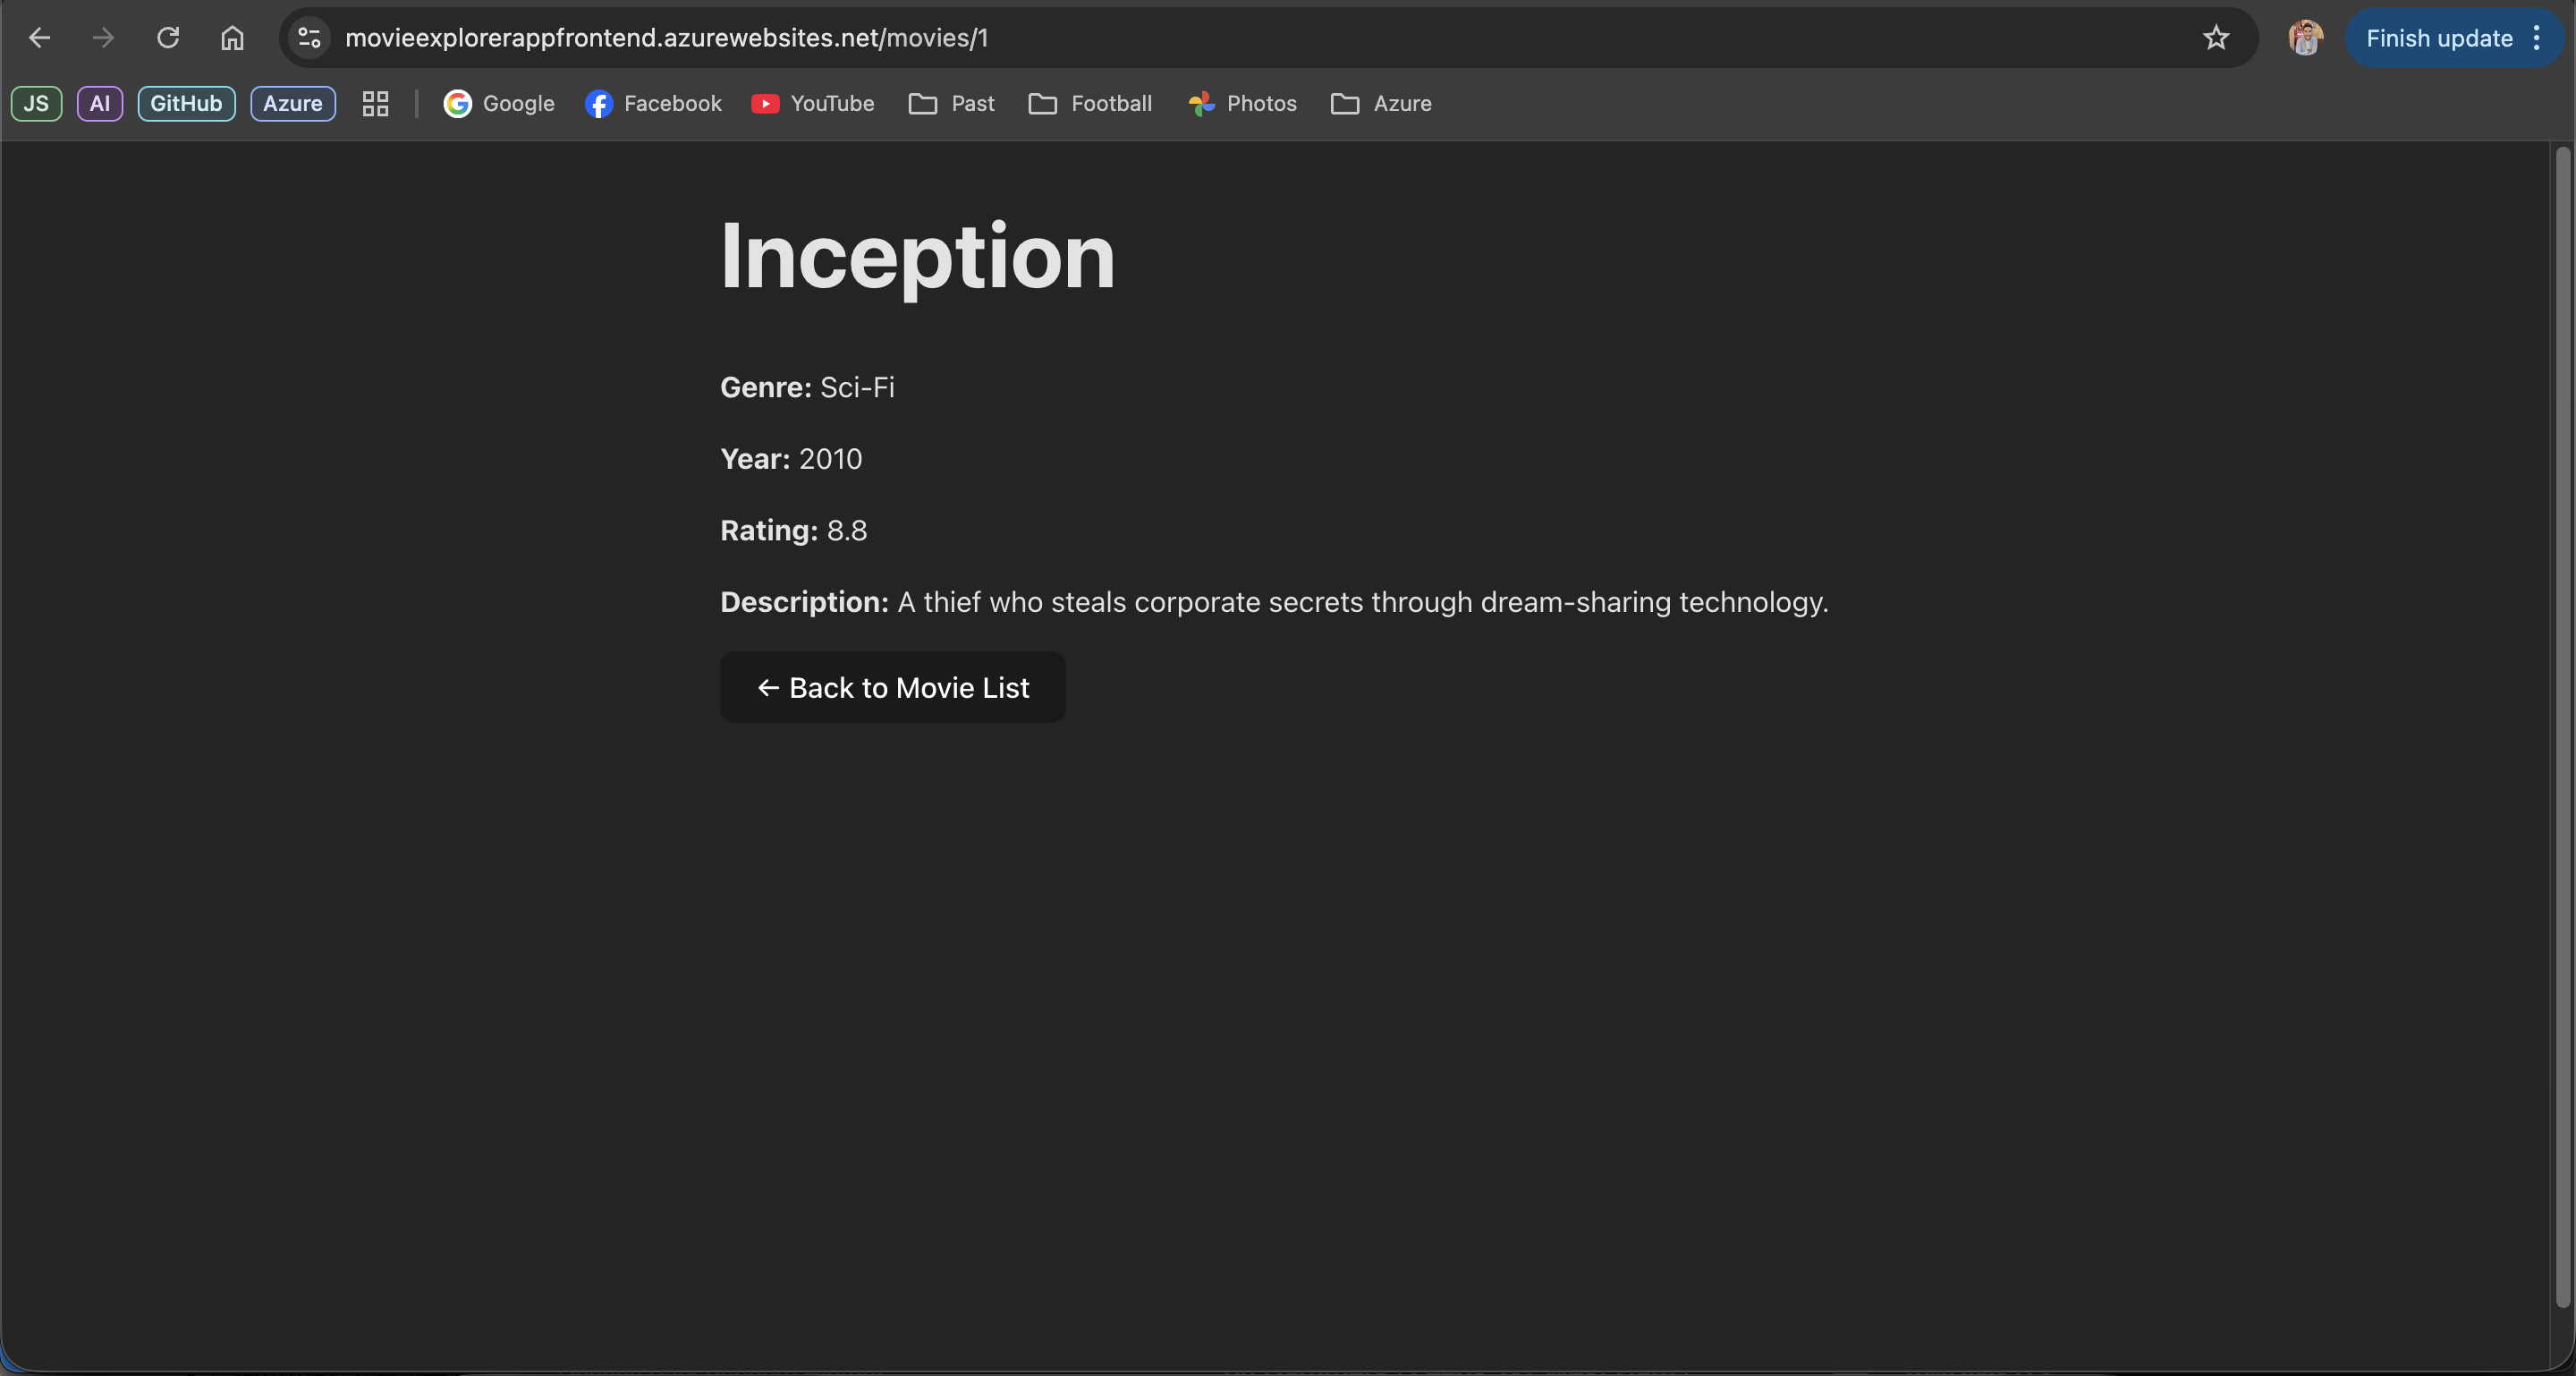 movieexplorerappfrontend.azurewebsites.net/movies/1
Finish update
JS AI GitHub Azure Google Facebook YouTube Past Football Photos Azure
Inception
Genre: Sci-Fi
Year: 2010
Rating: 8.8
Description: A thief who steals corporate secrets through dream-sharing technology.
← Back to Movie List